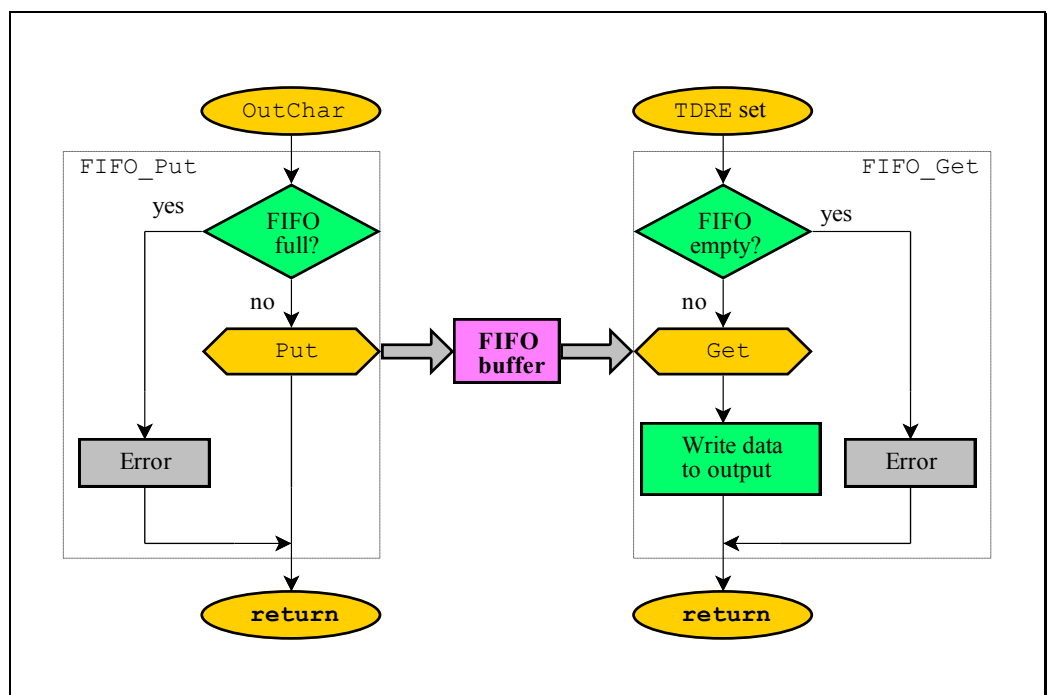 OutChar
TDRE set
FIFO_Put
FIFO_Get
yes
FIFO
full?
FIFO
empty?
yes
no
no
Put
FIFO
buffer
Get
Error
Write data
to output
Error
return
return